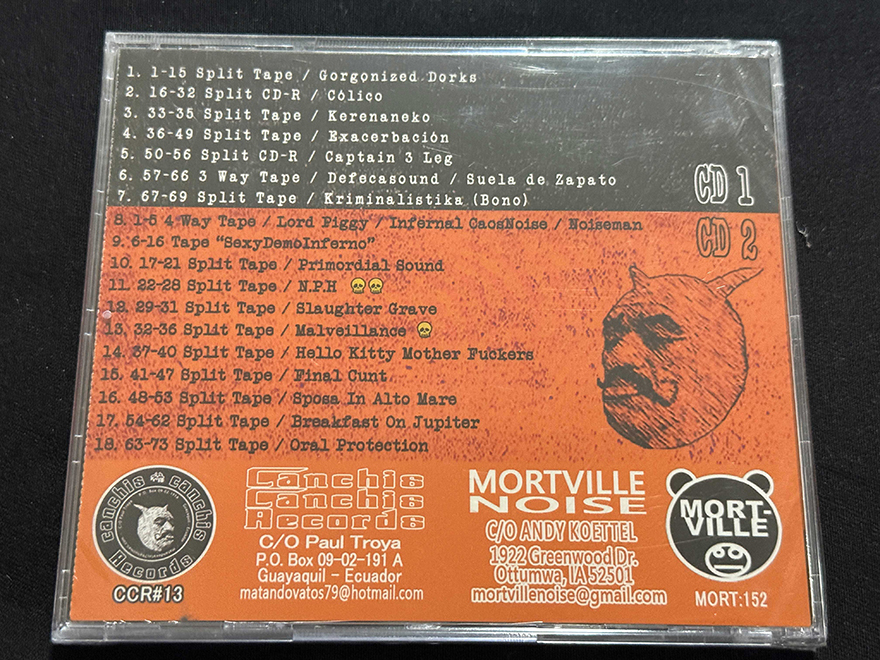 1. 1-15 Split Tape / Gorgonized Dorks
2. 16-32 Split CD-R / Cólico
3. 33-35 Split Tape / Kerenaneko
4. 36-49 Split Tape / Exacerbación
5. 50-56 Split CD-R / Captain 3 Leg
6. 57-66 3 Way Tape / Defecasound / Suela de Zapato
7. 67-69 Split Tape / Kriminalistika (Bono)
CD 1
8. 1-5 4 Way Tape / Lord Piggy / Infernal CaosNoise / Noiseman
CD 2
9. 6-16 Tape "SexyDemoInferno"
10. 17-21 Split Tape / Primordial Sound
11. 22-28 Split Tape / N.P.H
12. 29-31 Split Tape / Slaughter Grave
13. 32-36 Split Tape / Malveillance
14. 37-40 Split Tape / Hello Kitty Mother Fuckers
15. 41-47 Split Tape / Final Cunt
16. 48-53 Split Tape / Sposa In Alto Mare
17. 54-62 Split Tape / Breakfast On Jupiter
18. 63-73 Split Tape / Oral Protection
canchis canchis
Records
CCR#13
Canchis
Canchis
Records
C/O Paul Troya
P.O. Box 09-02-191 A
Guayaquil - Ecuador
matandovatos79@hotmail.com
MORTVILLE
NOISE
C/O ANDY KOETTEL
1922 Greenwood Dr.
Ottumwa, IA 52501
mortvillenoise@gmail.com
MORT-
VILLE
MORT:152